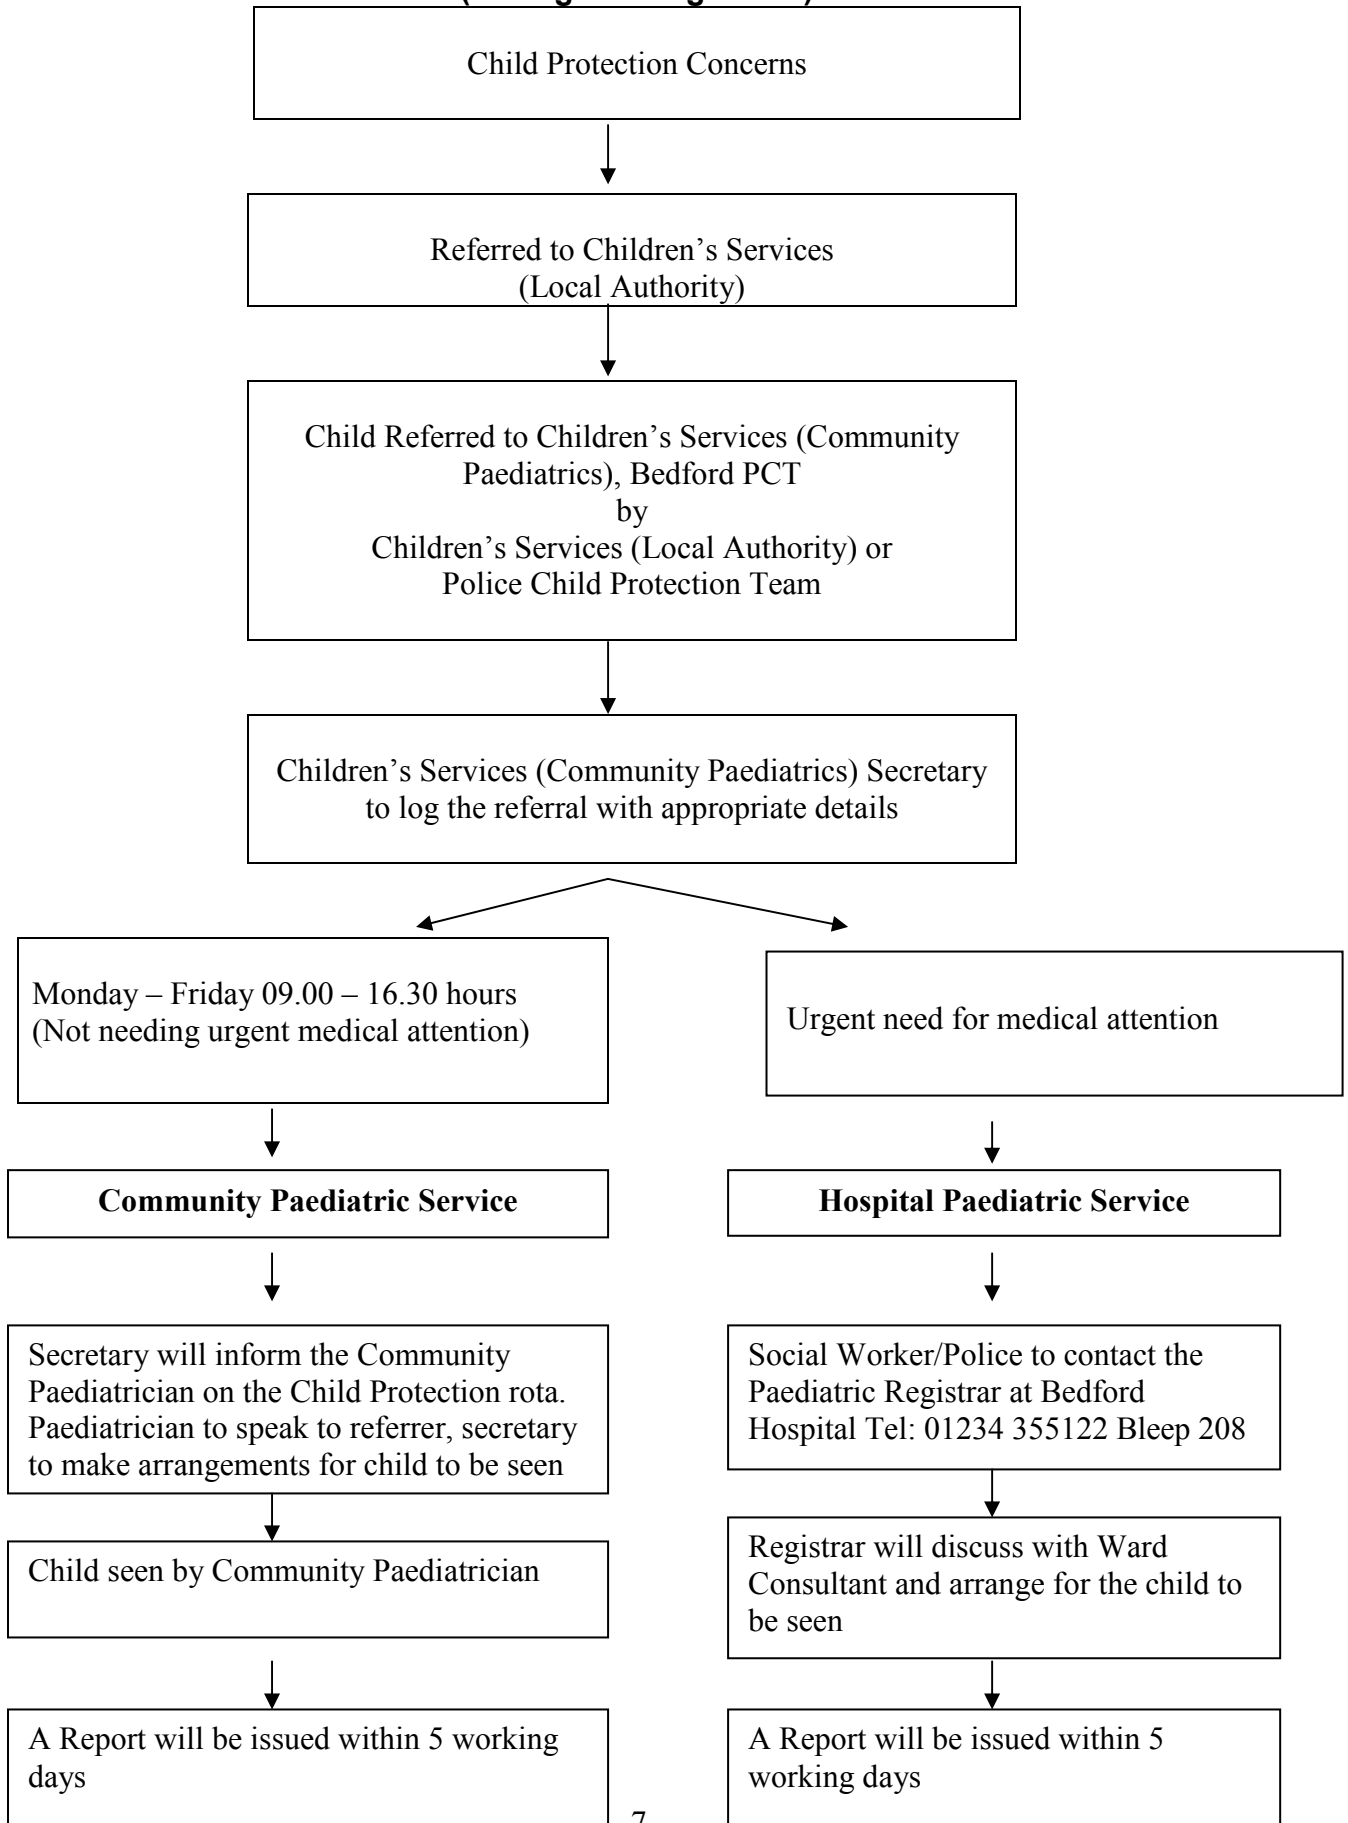 Child Protection Concerns
Referred to Children’s Services
(Local Authority)
Child Referred to Children’s Services (Community
Paediatrics), Bedford PCT
by
Children’s Services (Local Authority) or
Police Child Protection Team
Children’s Services (Community Paediatrics) Secretary
to log the referral with appropriate details
Monday – Friday 09.00 – 16.30 hours
(Not needing urgent medical attention)
Urgent need for medical attention
Community Paediatric Service
Hospital Paediatric Service
Secretary will inform the Community
Paediatrician on the Child Protection rota.
Paediatrician to speak to referrer, secretary
to make arrangements for child to be seen
Social Worker/Police to contact the
Paediatric Registrar at Bedford
Hospital Tel: 01234 355122 Bleep 208
Child seen by Community Paediatrician
Registrar will discuss with Ward
Consultant and arrange for the child to
be seen
A Report will be issued within 5 working
days
A Report will be issued within 5
working days
7